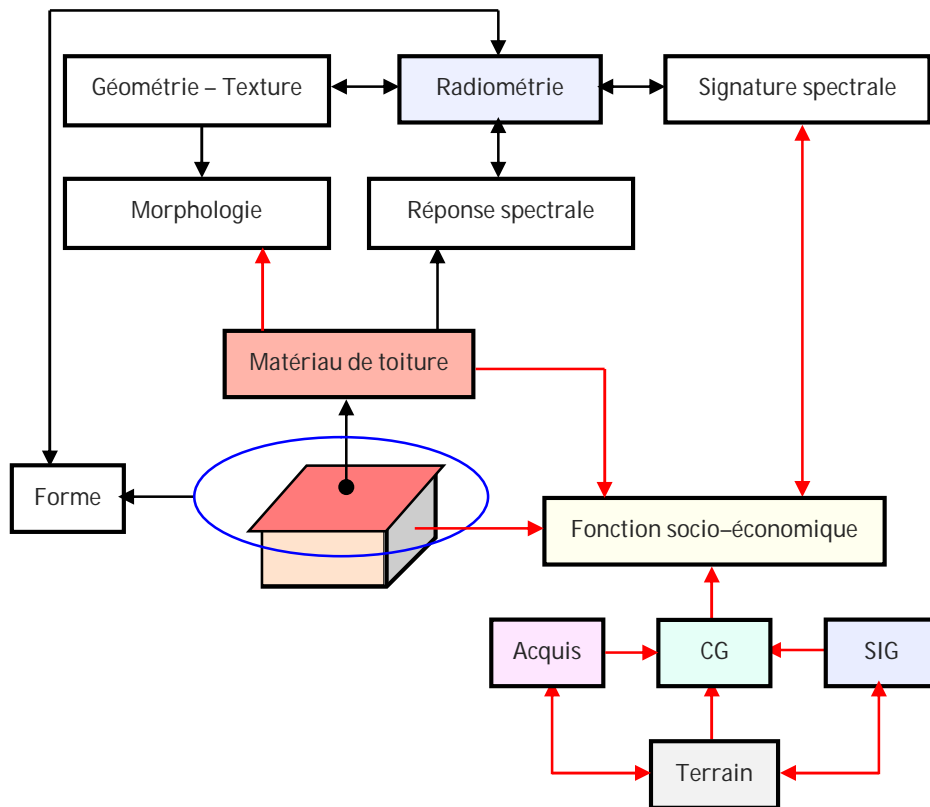 Géométrie – Texture
Radiométrie
Signature spectrale
Morphologie
Réponse spectrale
Matériau de toiture
Forme
Fonction socio–économique
Acquis
CG
SIG
Terrain